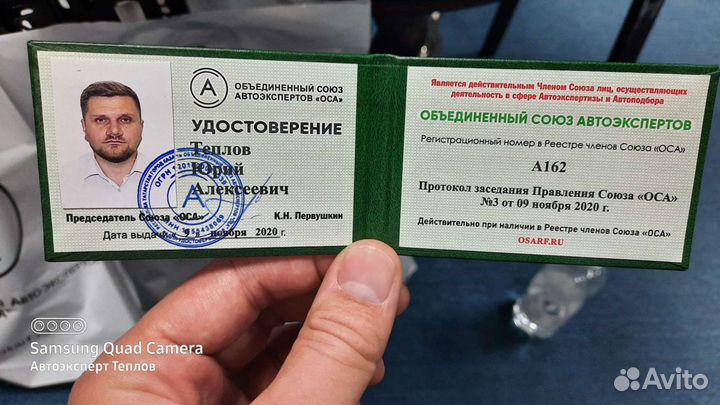 А
ОБЪЕДИНЕННЫЙ СОЮЗ
АВТОЭКСПЕРТОВ «ОСА»
УДОСТОВЕРЕНИЕ
Теплов
Юрий
Алексеевич
Председатель Союза «ОСА» К.Н. Первушкин
Дата выдачи « 9 » ноября 2020 г.
Является действительным Членом Союза лиц, осуществляющих
деятельность в сфере Автоэкспертизы и Автоподбора
ОБЪЕДИНЕННЫЙ СОЮЗ АВТОЭКСПЕРТОВ
Регистрационный номер в Реестре членов Союза «ОСА»
А162
Протокол заседания Правления Союза «ОСА»
№3 от 09 ноября 2020 г.
Действительно при наличии в Реестре членов Союза «ОСА»
OSARF.RU
Samsung Quad Camera
Автоэксперт Теплов
Avito